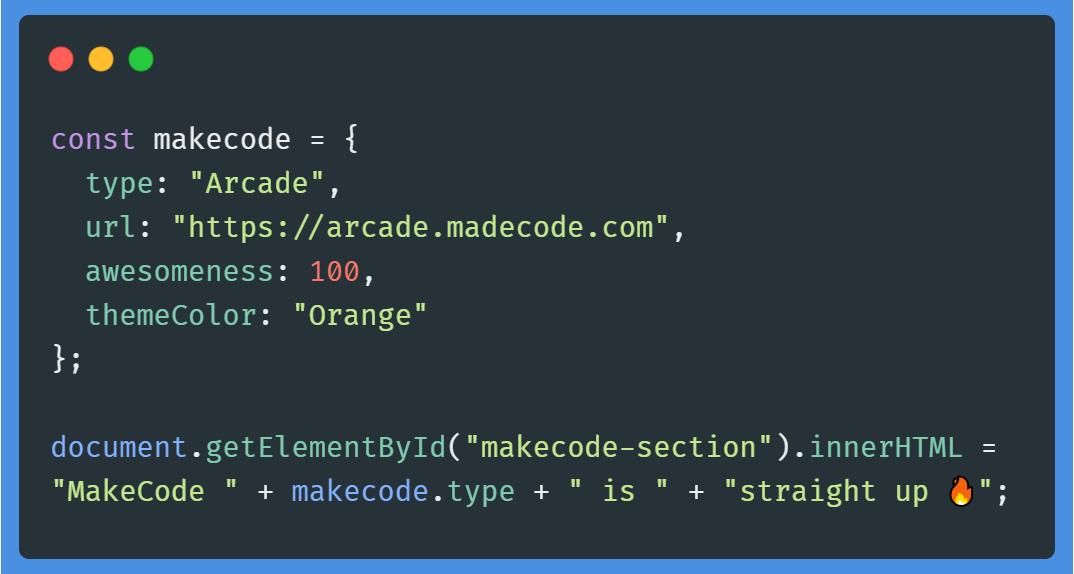 const makecode = {
  type: "Arcade",
  url: "https://arcade.madecode.com",
  awesomeness: 100,
  themeColor: "Orange"
};
document.getElementById("makecode-section").innerHTML =
"MakeCode " + makecode.type + " is " + "straight up 🔥";